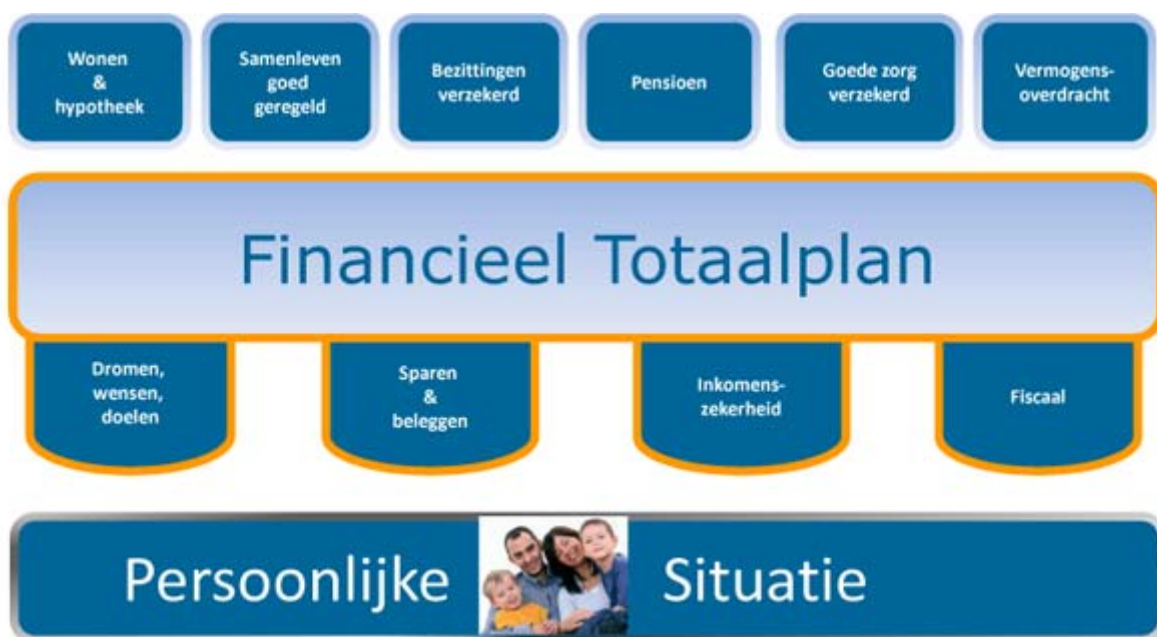 Wonen
&
hypotheek
Samenleven
goed
geregeld
Bezittingen
verzekerd
Pensioen
Goede zorg
verzekerd
Vermogens-
overdracht
Financieel Totaalplan
Dromen,
wensen,
doelen
Sparen
&
beleggen
Inkomens-
zekerheid
Fiscaal
Persoonlijke Situatie